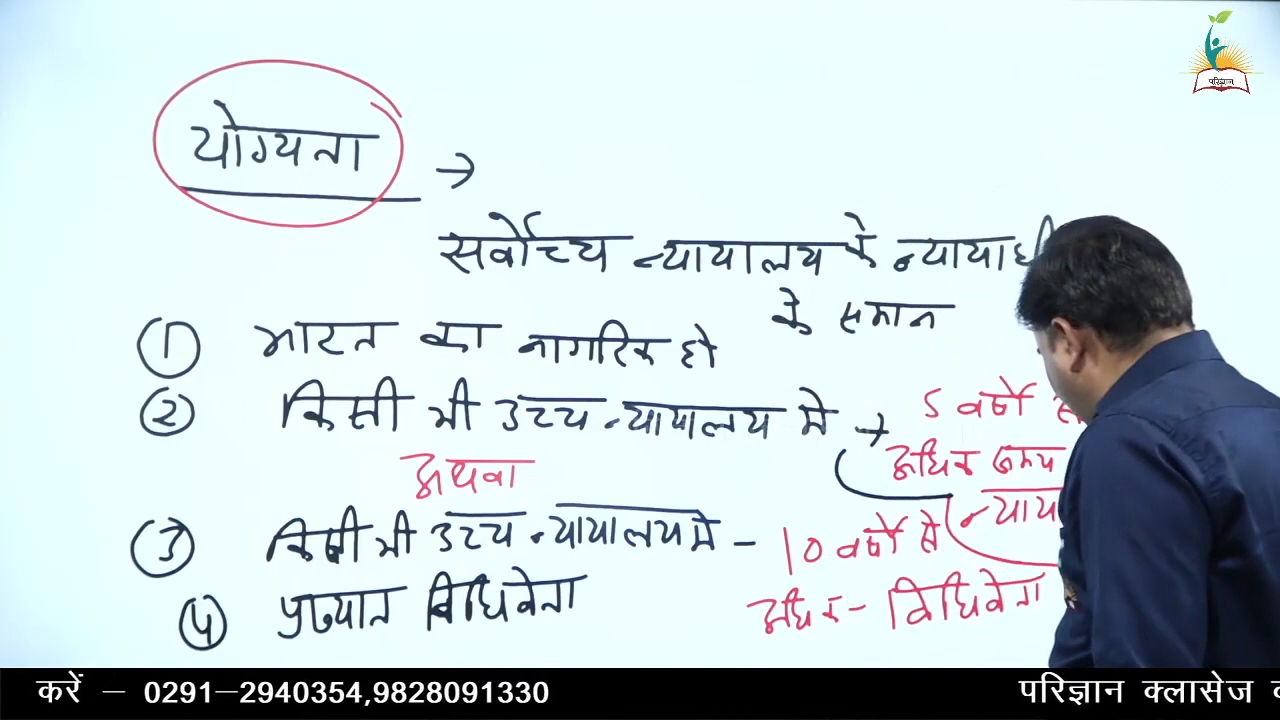 परिज्ञान
योग्यता →
सर्वोच्च न्यायालय के न्यायाधी
के समान
① भारत का नागरिक हो
② किसी भी उच्च न्यायालय में → 5 वर्षों से
अधिक समय
अथवा
न्याय
③ किसी भी उच्च न्यायालय में - 10 वर्षों से
अधिक - विधिवेता
④ प्रख्यात विधिवेता
करें – 0291–2940354,9828091330
परिज्ञान क्लासेज